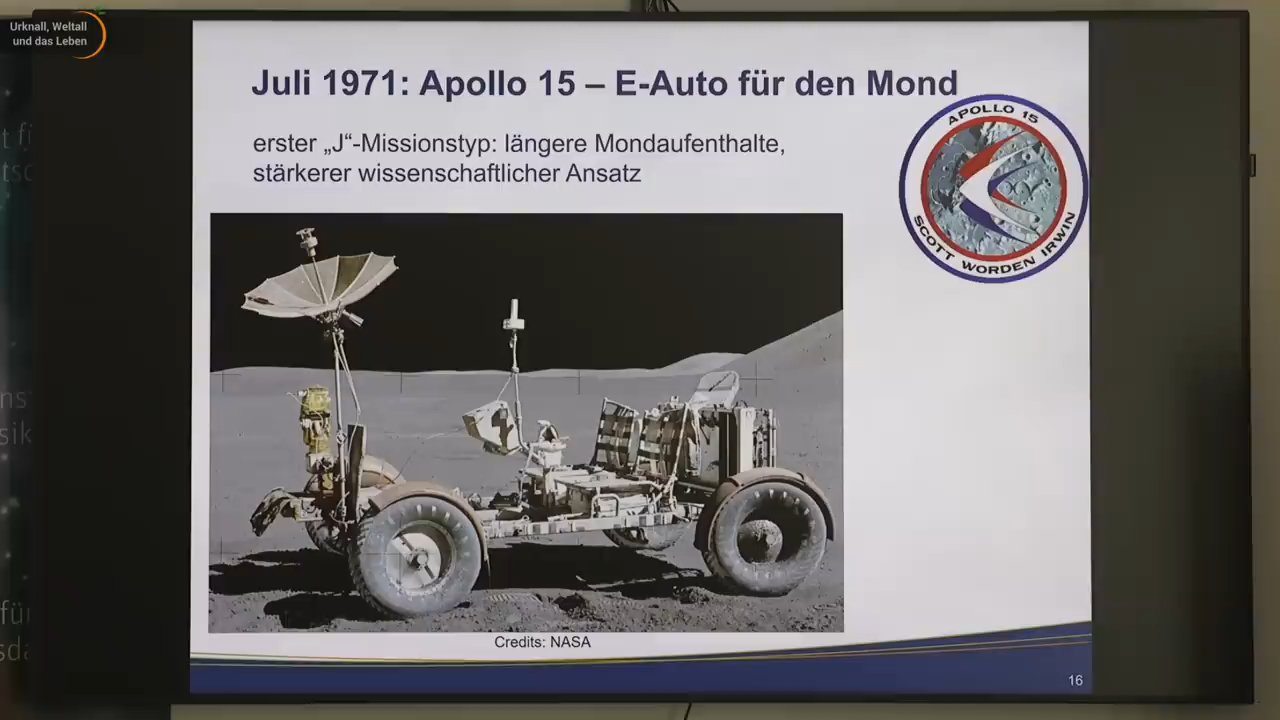 Urknall, Weltall
und das Leben
Juli 1971: Apollo 15 – E-Auto für den Mond
erster „J“-Missionstyp: längere Mondaufenthalte,
stärkerer wissenschaftlicher Ansatz
APOLLO 15
SCOTT WORDEN IRWIN
Credits: NASA
16